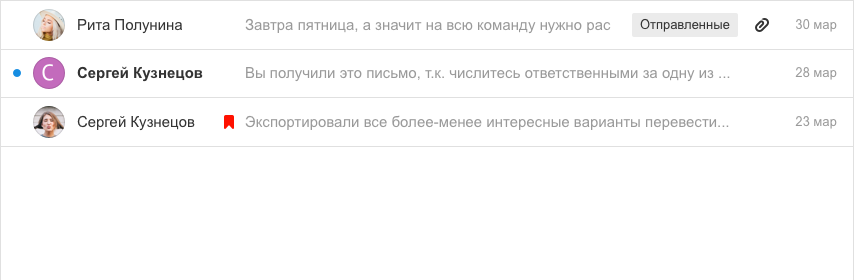 Рита Полунина Завтра пятница, а значит на всю команду нужно рас Отправленные 30 мар
С Сергей Кузнецов Вы получили это письмо, т.к. числитесь ответственными за одну из ... 28 мар
Сергей Кузнецов Экспортировали все более-менее интересные варианты перевести... 23 мар